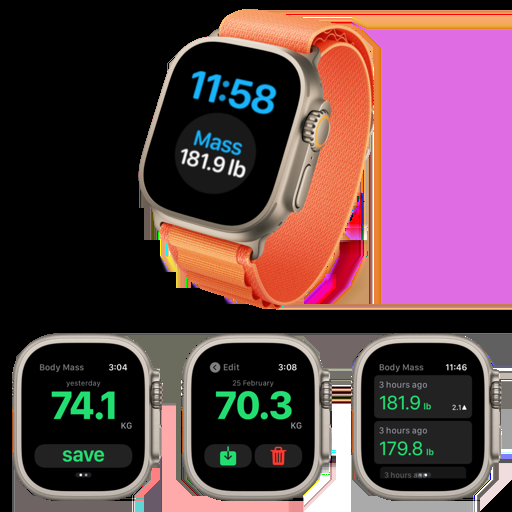 11:58
Mass
181.9 lb
Body Mass 3:04
yesterday
74.1
KG
save
Edit 3:08
25 February
70.3
KG
Body Mass 11:46
3 hours ago
181.9 lb 2.1▲
3 hours ago
179.8 lb
3 hours a